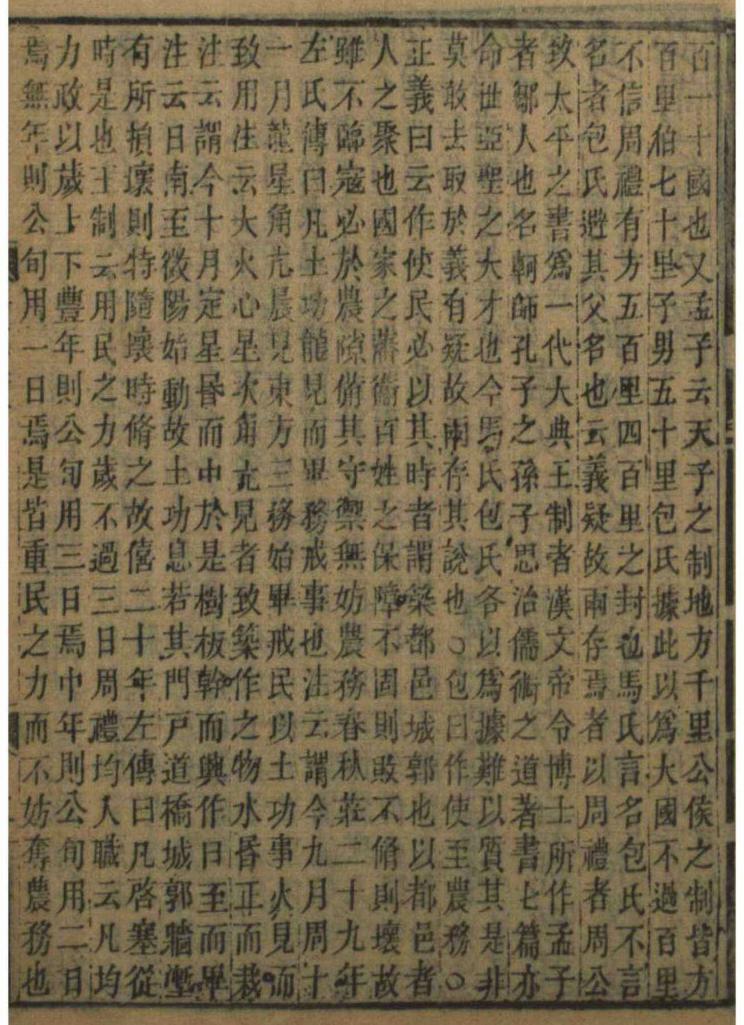 百一十國也又孟子云天子之制地方千里公侯之制皆方
百里伯七十里子男五十里包氏據此以爲大國不過百里
不信周禮有方五百里四百里之封也馬氏言名包氏不言
名者包氏避其父名也云義疑故兩存焉者以周禮者周公
致太平之書爲一代大典王制者漢文帝令博士所作孟子
者鄒人也名軻師孔子之孫子思治儒術之道著書七篇亦
命世亞聖之大才也今馬氏包氏各以爲據難以質其是非
莫敢去取於義有疑故兩存其說也○包曰作使至農務○
正義曰云作使民必以其時者謂築都邑城郭也以都邑者
人之聚也國家之藩衞百姓之保障不固則敗不脩則壞故
雖不臨寇必於農隙備其守禦無妨農務春秋莊二十九年
左氏傳曰凡土功龍見而畢務戒事也注云謂今九月周十
一月龍星角亢晨見東方三務始畢戒民以土功事火見而
致用注云大火心星次角亢見者致築作之物水昏正而栽
注云謂今十月定星昏而中於是樹板幹而興作日至而畢
注云日南至微陽始動故土功息若其門戸道橋城郭牆塹
有所損壞則特隨壞時脩之故僖二十年左傳曰凡啓塞從
時是也王制云用民之力歲不過三日周禮均人職云凡均
力政以歲上下豐年則公旬用三日焉中年則公旬用二日
焉無年則公旬用一日焉是皆重民之力而不妨奪農務也